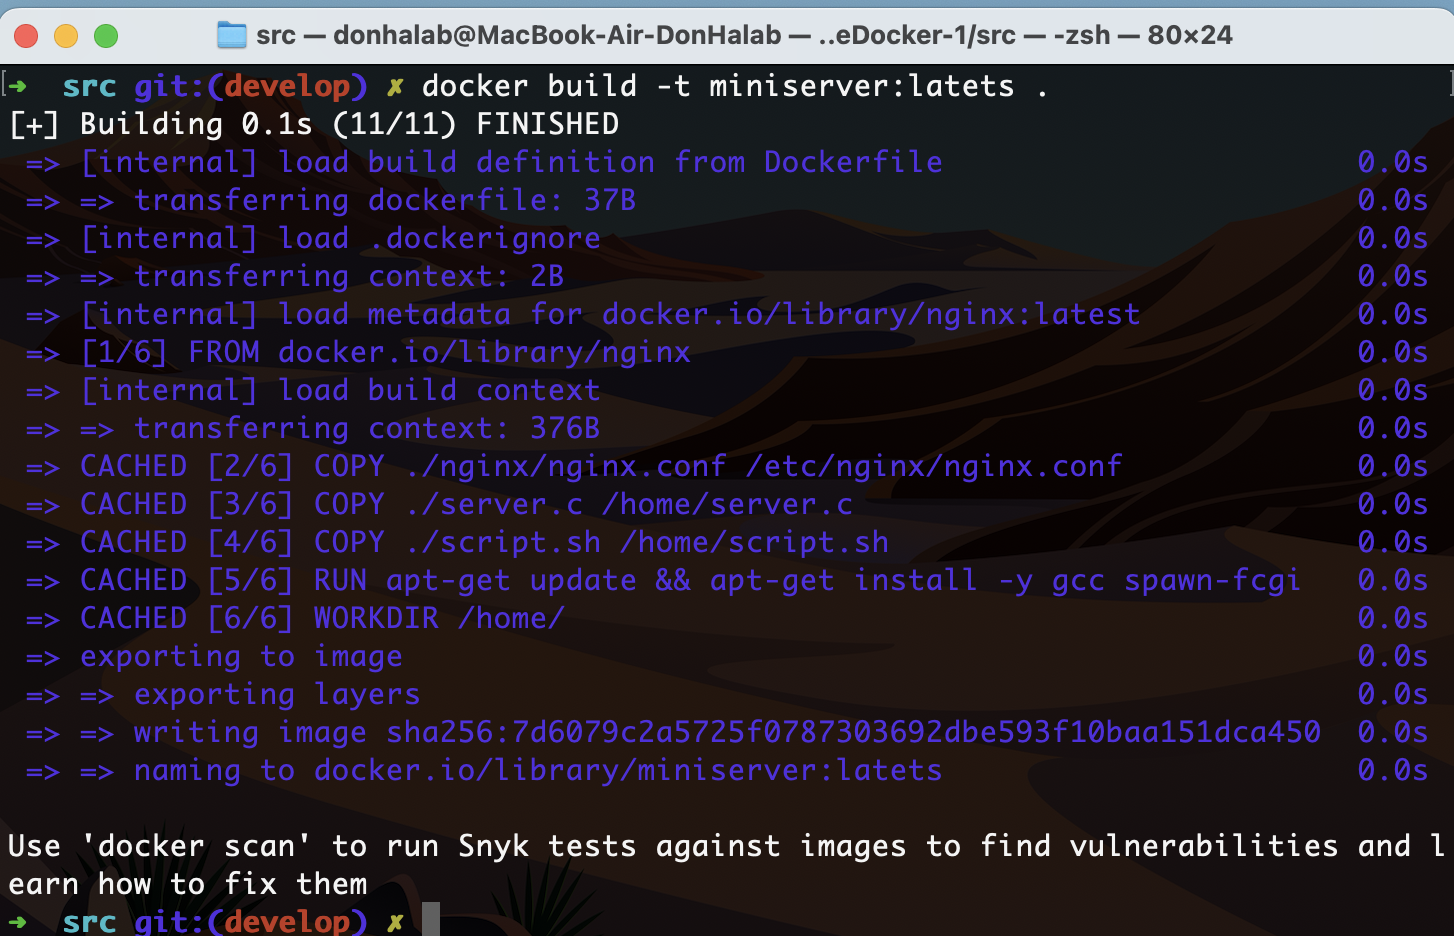 src — donhalab@MacBook-Air-DonHalab — ..eDocker-1/src — -zsh — 80×24
[➜  src git:(develop) ✗ docker build -t miniserver:latets .                     ]
[+] Building 0.1s (11/11) FINISHED
 => [internal] load build definition from Dockerfile                       0.0s
 => => transferring dockerfile: 37B                                        0.0s
 => [internal] load .dockerignore                                          0.0s
 => => transferring context: 2B                                            0.0s
 => [internal] load metadata for docker.io/library/nginx:latest            0.0s
 => [1/6] FROM docker.io/library/nginx                                     0.0s
 => [internal] load build context                                          0.0s
 => => transferring context: 376B                                          0.0s
 => CACHED [2/6] COPY ./nginx/nginx.conf /etc/nginx/nginx.conf             0.0s
 => CACHED [3/6] COPY ./server.c /home/server.c                            0.0s
 => CACHED [4/6] COPY ./script.sh /home/script.sh                          0.0s
 => CACHED [5/6] RUN apt-get update && apt-get install -y gcc spawn-fcgi   0.0s
 => CACHED [6/6] WORKDIR /home/                                            0.0s
 => exporting to image                                                     0.0s
 => => exporting layers                                                    0.0s
 => => writing image sha256:7d6079c2a5725f0787303692dbe593f10baa151dca450  0.0s
 => => naming to docker.io/library/miniserver:latets                       0.0s
Use 'docker scan' to run Snyk tests against images to find vulnerabilities and l
earn how to fix them
➜  src git:(develop) ✗